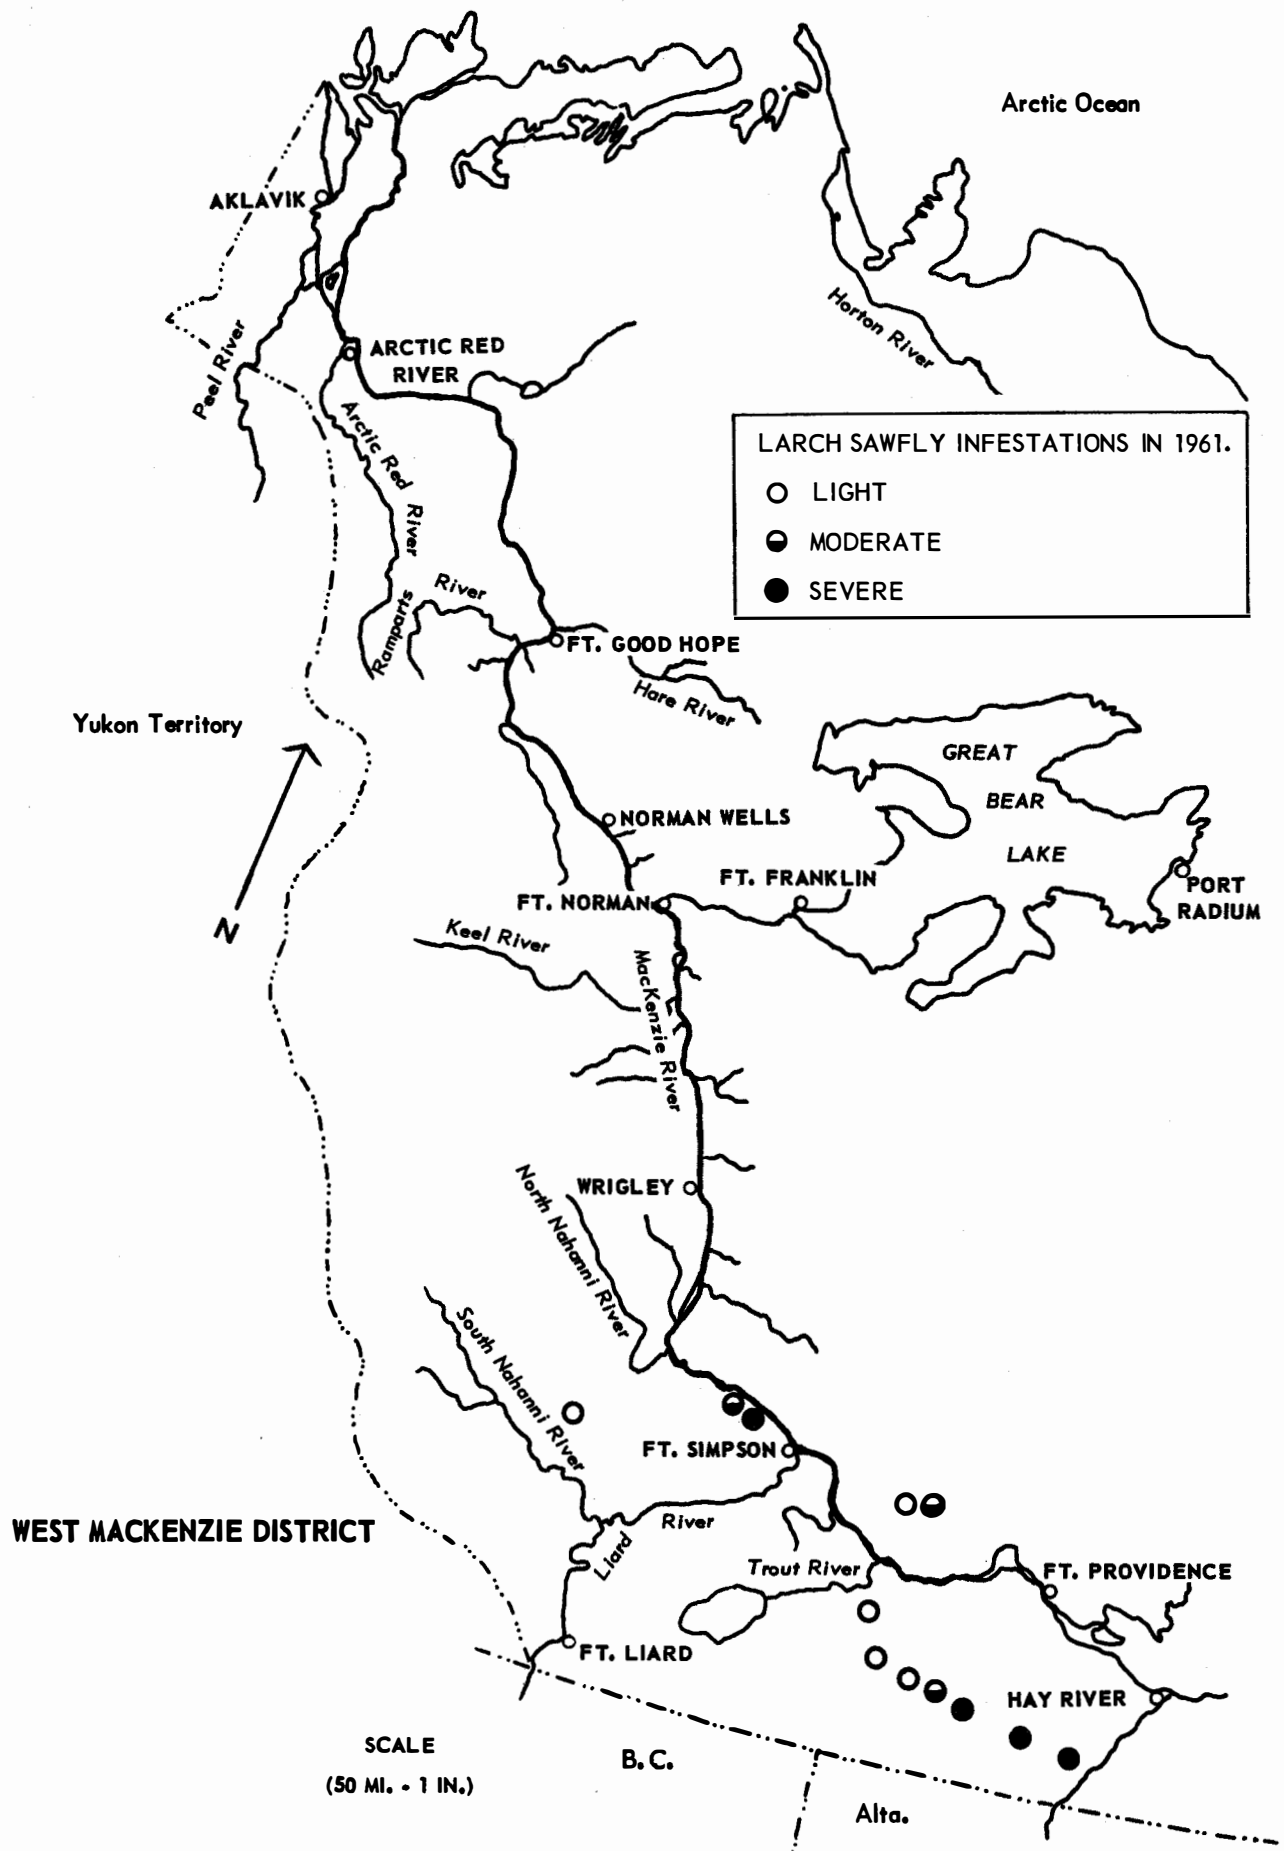 Arctic Ocean
AKLAVIK
Horton River
Peel River
ARCTIC RED
RIVER
Arctic Red River
LARCH SAWFLY INFESTATIONS IN 1961.
LIGHT
MODERATE
SEVERE
Ramparts River
FT. GOOD HOPE
Hare River
Yukon Territory
GREAT
BEAR
LAKE
N
NORMAN WELLS
FT. FRANKLIN
PORT
RADIUM
FT. NORMAN
Keel River
MacKenzie River
WRIGLEY
North Nahanni River
South Nahanni River
FT. SIMPSON
WEST MACKENZIE DISTRICT
Liard River
Trout River
FT. PROVIDENCE
FT. LIARD
HAY RIVER
SCALE
(50 MI. - 1 IN.)
B.C.
Alta.